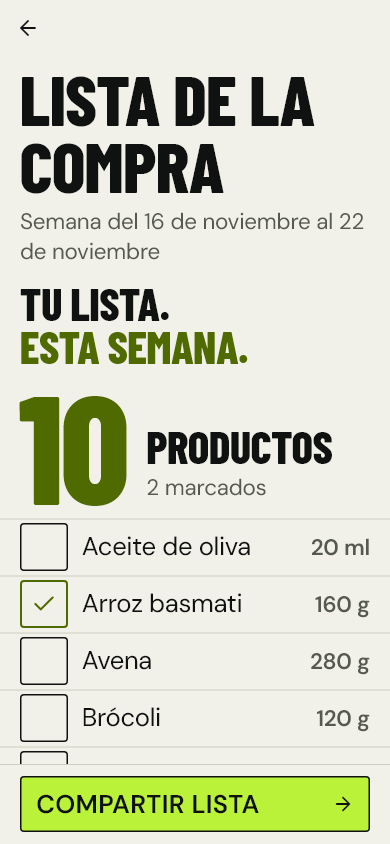 LISTA DE LA
COMPRA
Semana del 16 de noviembre al 22
de noviembre
TU LISTA.
ESTA SEMANA.
10
PRODUCTOS
2 marcados
Aceite de oliva 20 ml
Arroz basmati 160 g
Avena 280 g
Brócoli 120 g
COMPARTIR LISTA